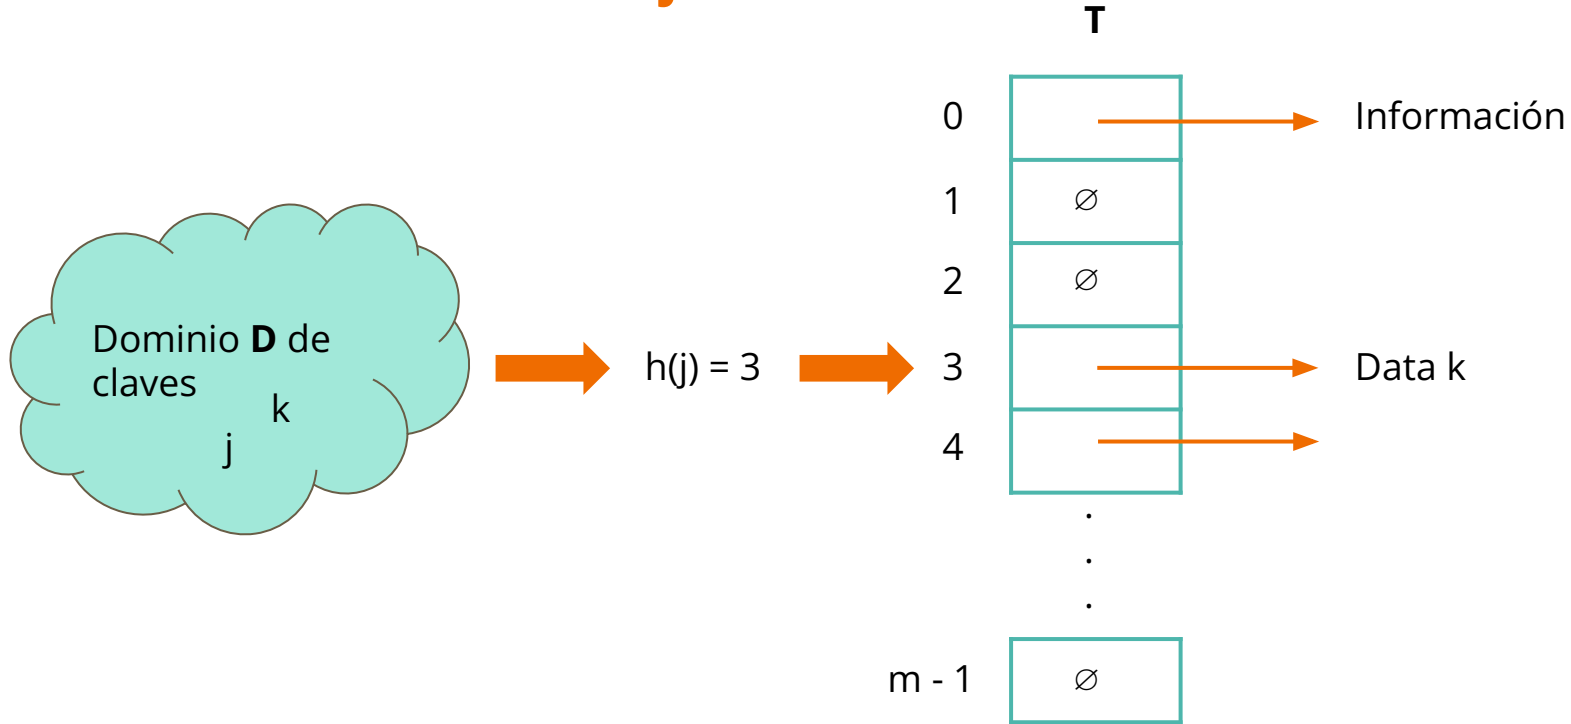 T
0
Información
1
∅
2
∅
Dominio D de
claves
k
j
h(j) = 3
3
Data k
4
.
.
.
m - 1
∅